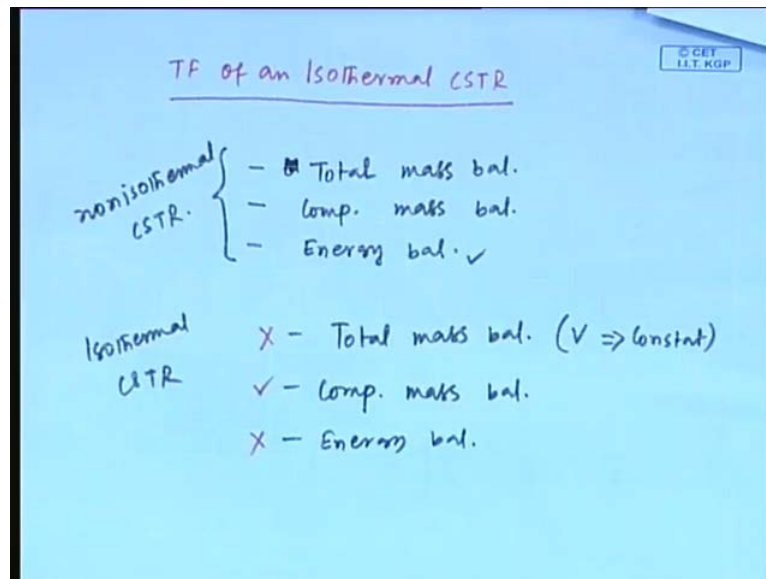 TF of an Isothermal CSTR
© CET
I.I.T. KGP
nonisothermal
CSTR.
- Total mass bal.
- Comp. mass bal.
- Energy bal. ✓
Isothermal
CSTR
X - Total mass bal. (V => Constat)
✓ - Comp. mass bal.
X - Energy bal.